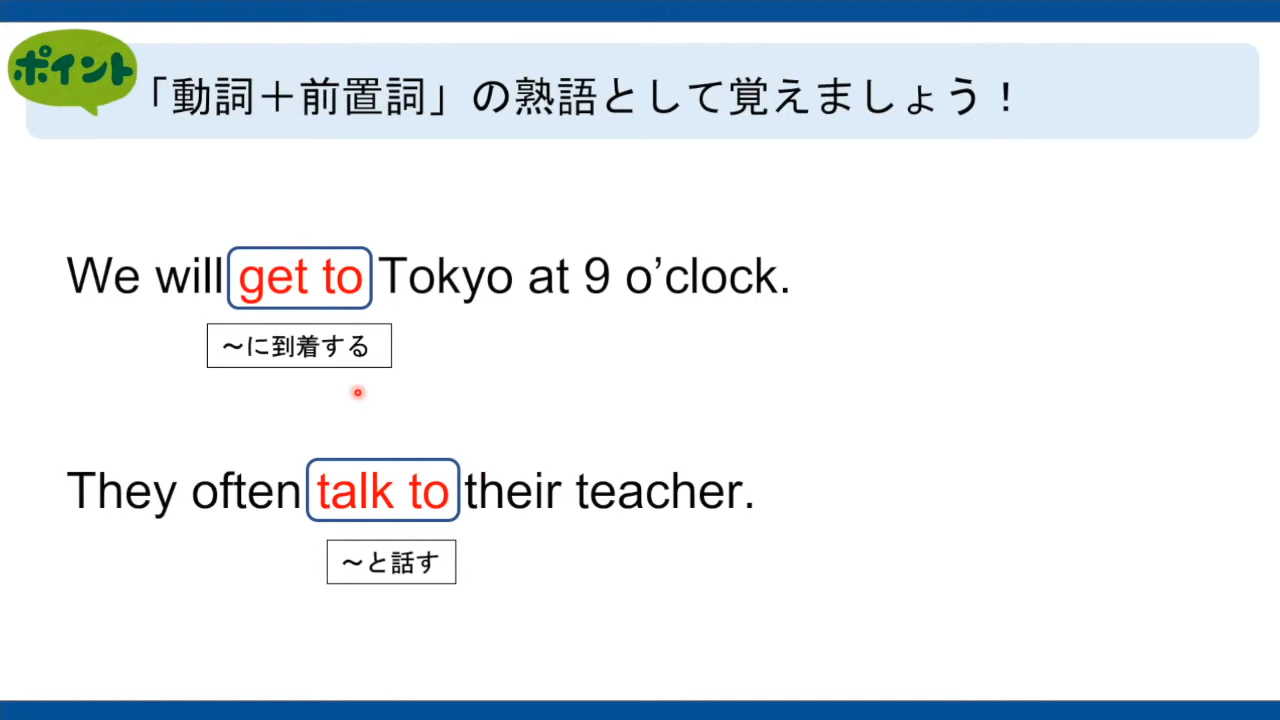 ポイント
「動詞＋前置詞」の熟語として覚えましょう！
We will get to Tokyo at 9 o’clock.
～に到着する
They often talk to their teacher.
～と話す